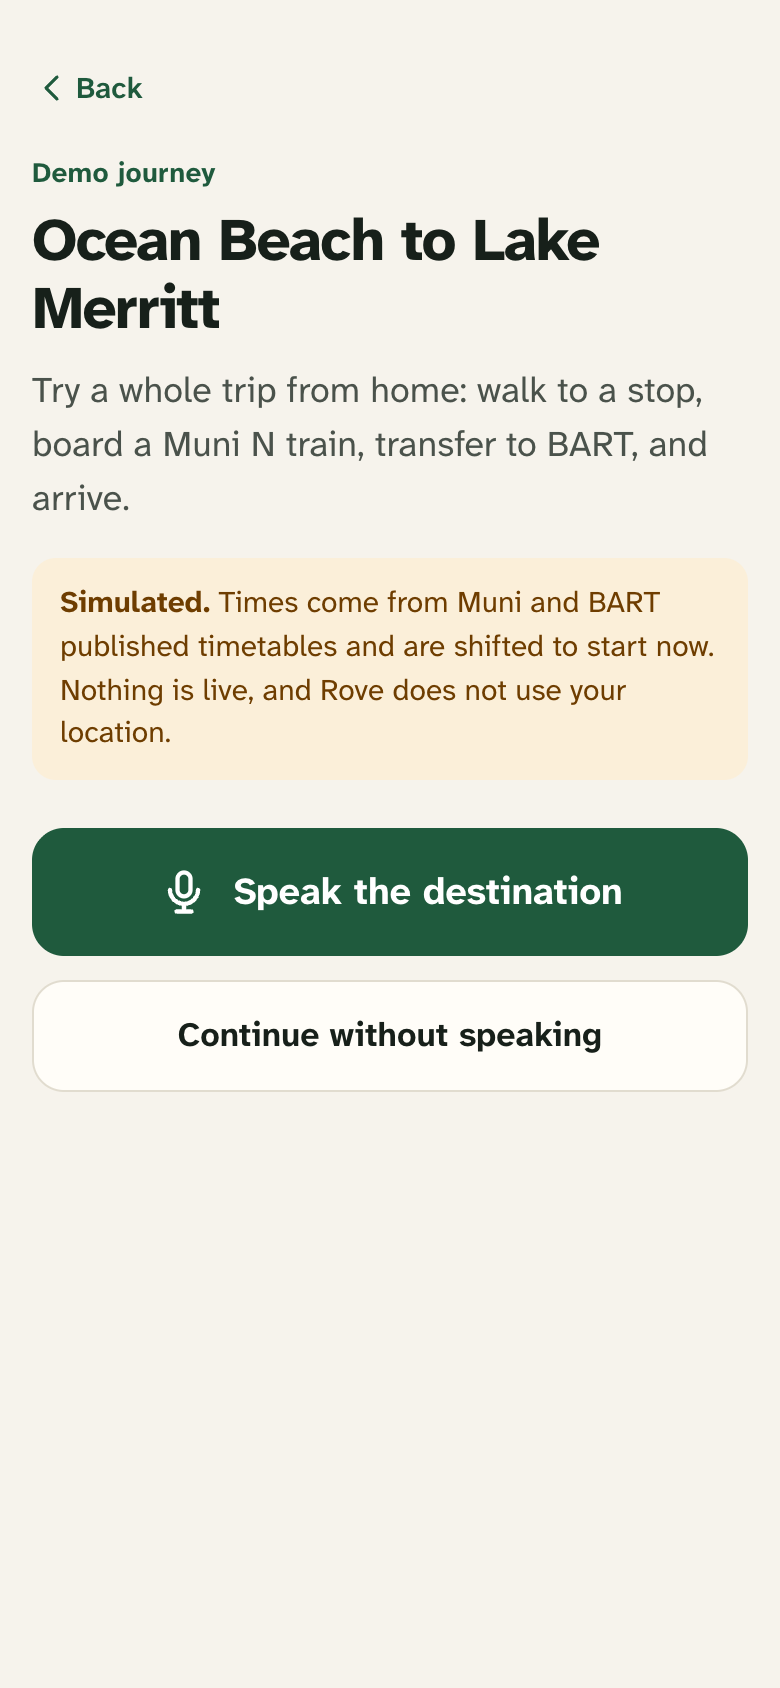 Back
Demo journey
Ocean Beach to Lake
Merritt
Try a whole trip from home: walk to a stop,
board a Muni N train, transfer to BART, and
arrive.
Simulated. Times come from Muni and BART
published timetables and are shifted to start now.
Nothing is live, and Rove does not use your
location.
Speak the destination
Continue without speaking